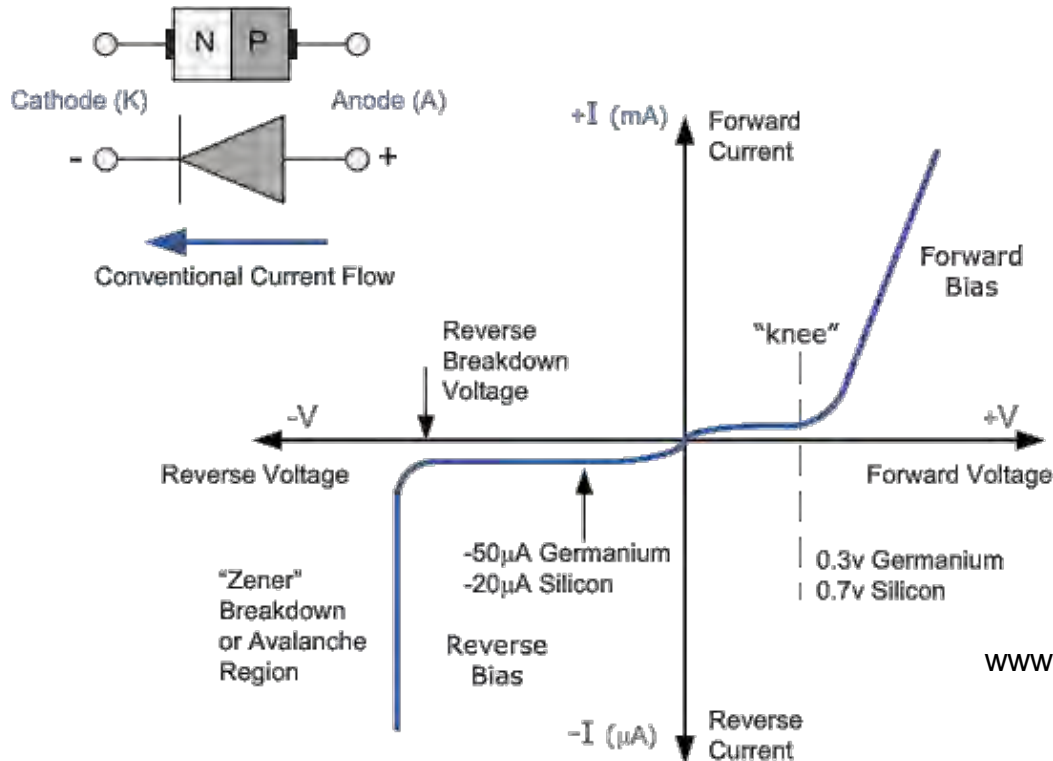 N P
Cathode (K)
Anode (A)
-
+
Conventional Current Flow
+I (mA)
Forward
Current
Forward
Bias
"knee"
Reverse
Breakdown
Voltage
-V
+V
Reverse Voltage
Forward Voltage
-50µA Germanium
-20µA Silicon
0.3v Germanium
0.7v Silicon
"Zener"
Breakdown
or Avalanche
Region
Reverse
Bias
www
-I (µA)
Reverse
Current